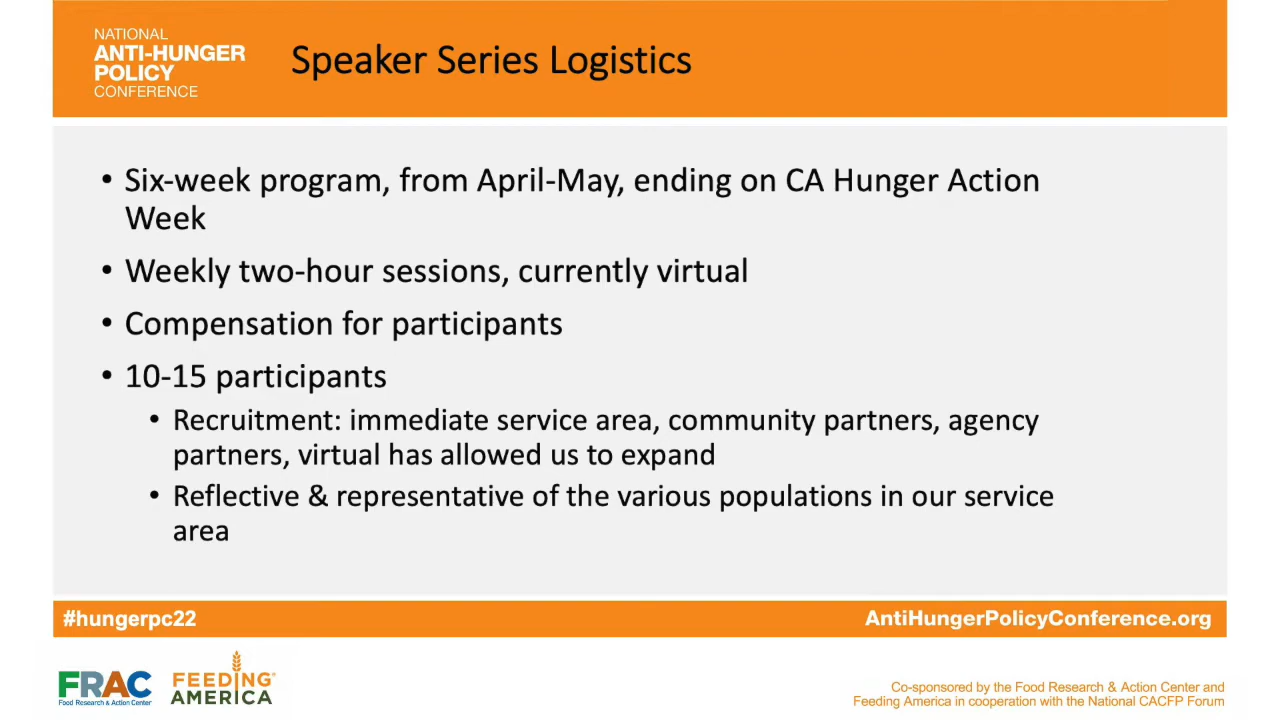 NATIONAL
ANTI-HUNGER
POLICY
CONFERENCE
Speaker Series Logistics
• Six-week program, from April-May, ending on CA Hunger Action
Week
• Weekly two-hour sessions, currently virtual
• Compensation for participants
• 10-15 participants
• Recruitment: immediate service area, community partners, agency
partners, virtual has allowed us to expand
• Reflective & representative of the various populations in our service
area
#hungerpc22
AntiHungerPolicyConference.org
FRAC
Food Research & Action Center
FEEDING®
AMERICA
Co-sponsored by the Food Research & Action Center and
Feeding America in cooperation with the National CACFP Forum